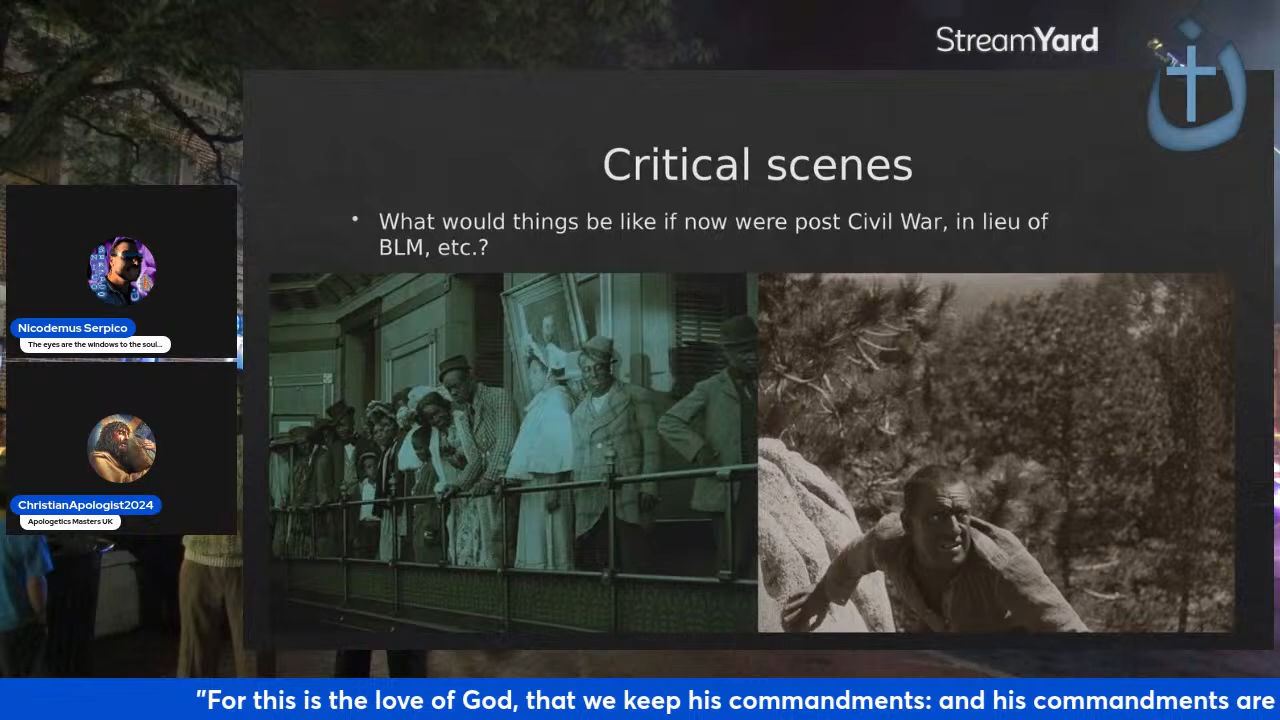 StreamYard
Critical scenes
• What would things be like if now were post Civil War, in lieu of
BLM, etc.?
Nicodemus Serpico
The eyes are the windows to the soul...
ChristianApologist2024
Apologetics Masters UK
"For this is the love of God, that we keep his commandments: and his commandments are